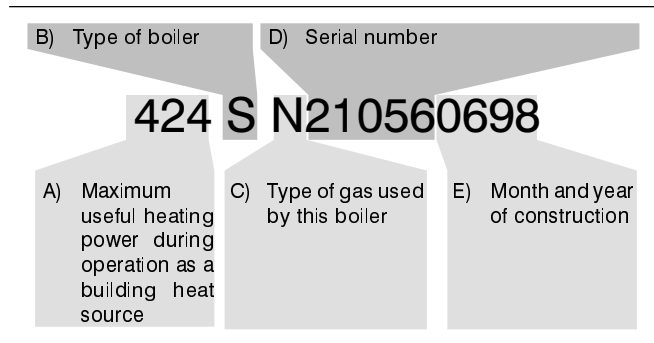 B) Type of boiler D) Serial number
424 S N210560698
A) Maximum
useful heating
power during
operation as a
building heat
source
C) Type of gas used
by this boiler
E) Month and year
of construction